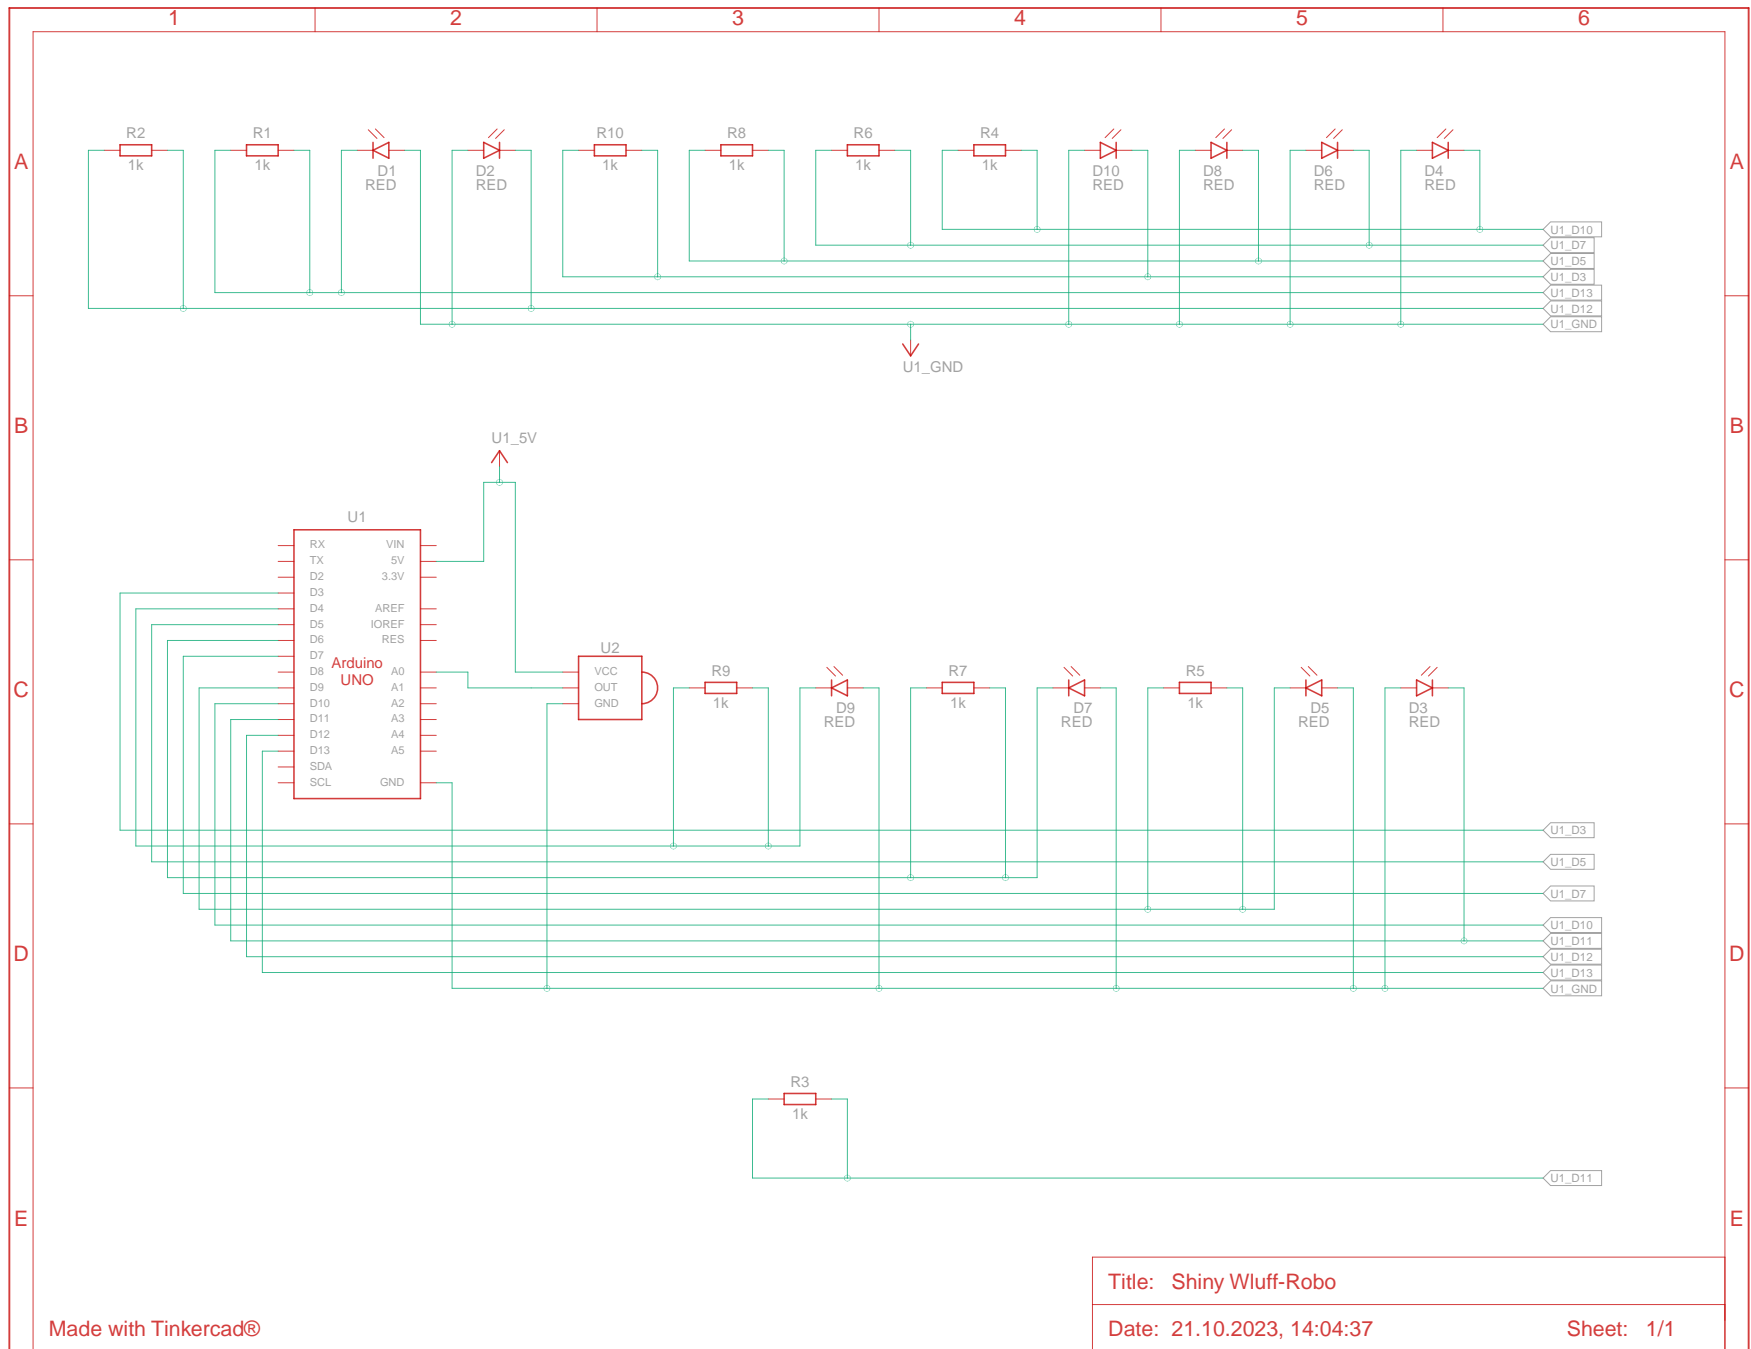 1 2 3 4 5 6
A A
R2 R1 R10 R8 R6 R4
1k 1k D1 D2 1k 1k 1k 1k D10 D8 D6 D4
RED RED RED RED RED RED
U1_D10
U1_D7
U1_D5
U1_D3
U1_D13
U1_D12
U1_GND
U1_GND
B B
U1_5V
U1
RX VIN
TX 5V
D2 3.3V
D3
D4 AREF
D5 IOREF
D6 RES
D7
Arduino
UNO
D8 A0
D9 A1
D10 A2
D11 A3
D12 A4
D13 A5
SDA
SCL GND
U2
VCC
OUT
GND
C C
R9 R7 R5
1k D9 1k D7 1k D5 D3
RED RED RED RED
U1_D3
U1_D5
U1_D7
U1_D10
U1_D11
U1_D12
U1_D13
U1_GND
D D
R3
1k
U1_D11
E E
Title: Shiny Wluff-Robo
Made with Tinkercad®
Date: 21.10.2023, 14:04:37 Sheet: 1/1